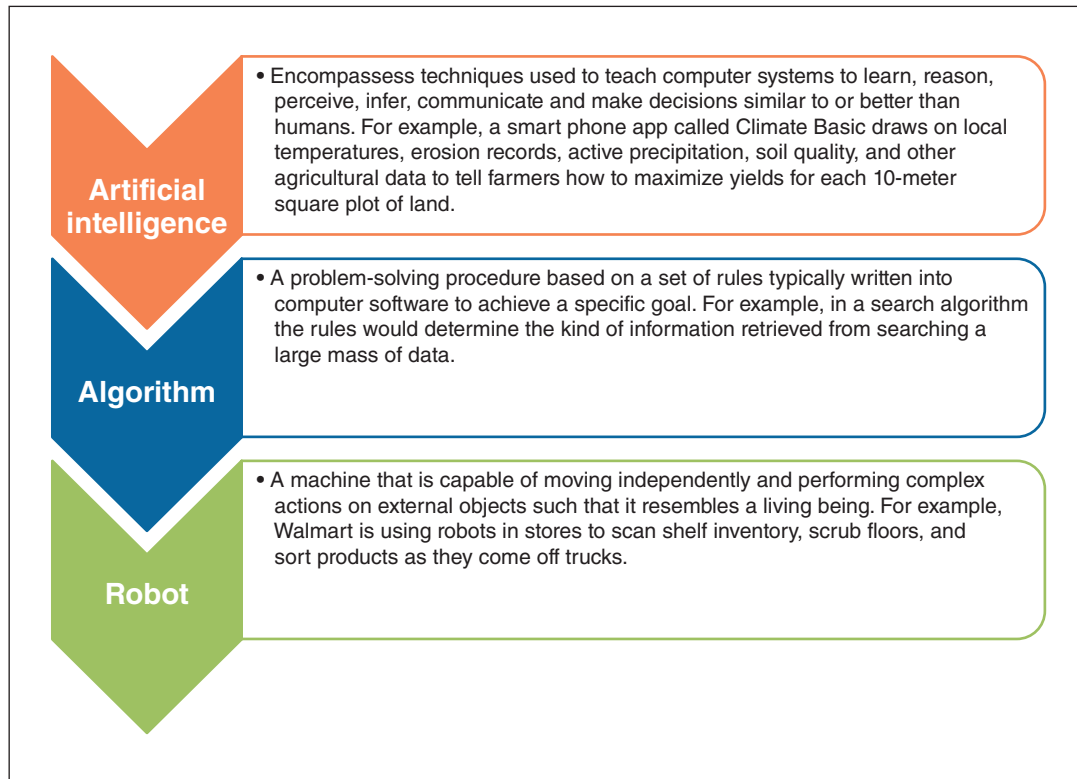 Artificial
intelligence
• Encompassess techniques used to teach computer systems to learn, reason,
perceive, infer, communicate and make decisions similar to or better than
humans. For example, a smart phone app called Climate Basic draws on local
temperatures, erosion records, active precipitation, soil quality, and other
agricultural data to tell farmers how to maximize yields for each 10-meter
square plot of land.
Algorithm
• A problem-solving procedure based on a set of rules typically written into
computer software to achieve a specific goal. For example, in a search algorithm
the rules would determine the kind of information retrieved from searching a
large mass of data.
Robot
• A machine that is capable of moving independently and performing complex
actions on external objects such that it resembles a living being. For example,
Walmart is using robots in stores to scan shelf inventory, scrub floors, and
sort products as they come off trucks.